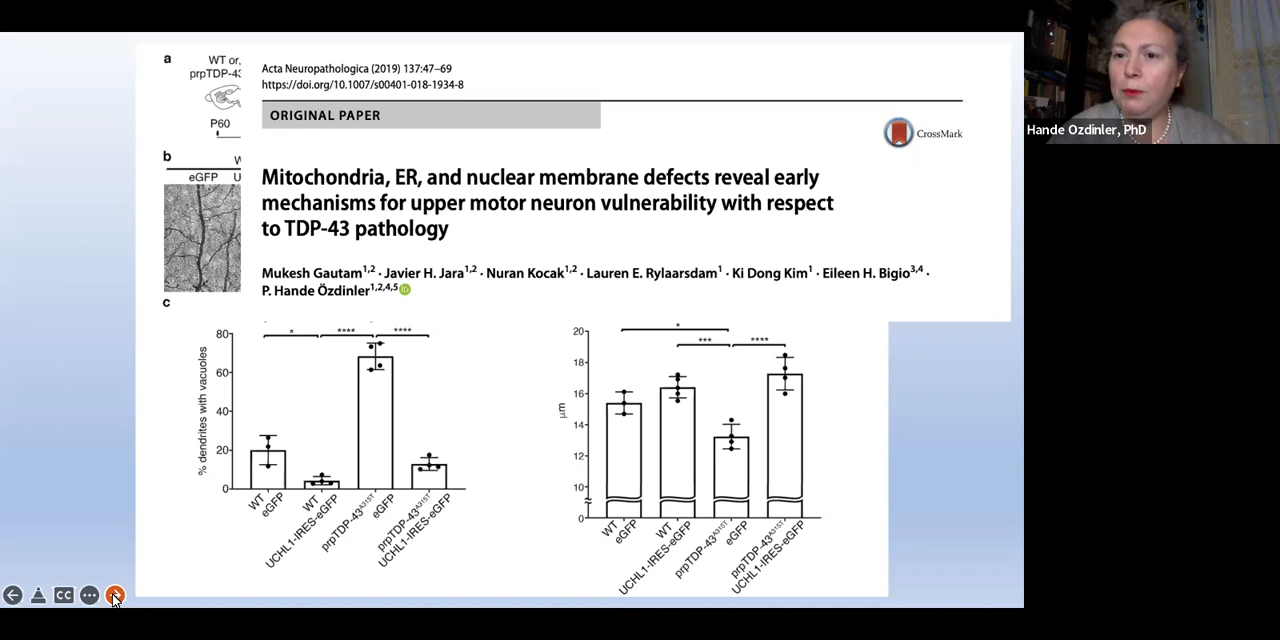 a
WT or,
prpTDP-43
P60
b
eGFP
Acta Neuropathologica (2019) 137:47–69
https://doi.org/10.1007/s00401-018-1934-8
ORIGINAL PAPER
CrossMark
Mitochondria, ER, and nuclear membrane defects reveal early
mechanisms for upper motor neuron vulnerability with respect
to TDP-43 pathology
Mukesh Gautam1,2 · Javier H. Jara1,2 · Nuran Kocak1,2 · Lauren E. Rylaarsdam1 · Ki Dong Kim1 · Eileen H. Bigio3,4 ·
P. Hande Özdinler1,2,4,5 iD
c
% dendrites with vacuoles
80
60
40
20
0
* **** ****
WT eGFP
WT UCHL1-IRES-eGFP
prpTDP-43A315T eGFP
prpTDP-43A315T UCHL1-IRES-eGFP
µm
20
18
16
14
12
10
0
*
*** ****
WT eGFP
WT UCHL1-IRES-eGFP
prpTDP-43A315T eGFP
prpTDP-43A315T UCHL1-IRES-eGFP
CC
Hande Ozdinler, PhD